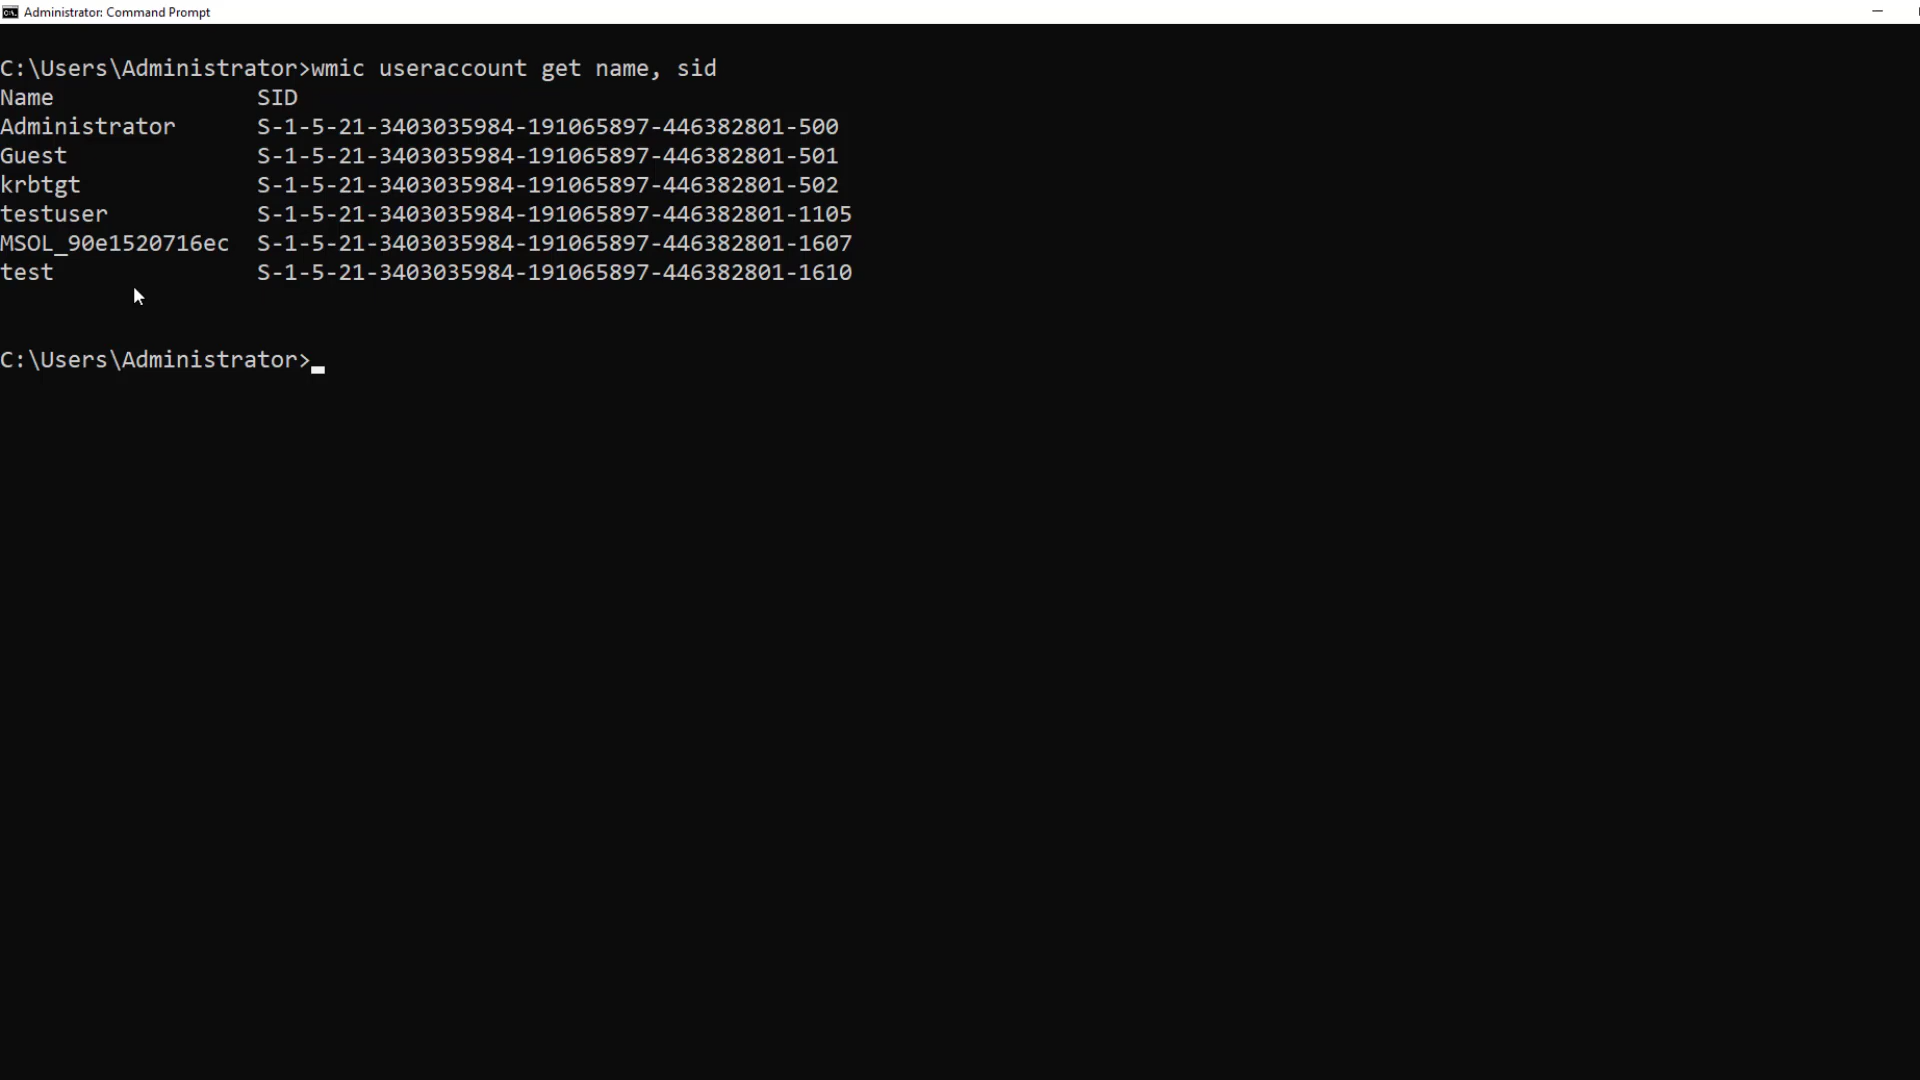 Administrator: Command Prompt
C:\Users\Administrator>wmic useraccount get name, sid
Name SID
Administrator S-1-5-21-3403035984-191065897-446382801-500
Guest S-1-5-21-3403035984-191065897-446382801-501
krbtgt S-1-5-21-3403035984-191065897-446382801-502
testuser S-1-5-21-3403035984-191065897-446382801-1105
MSOL_90e1520716ec S-1-5-21-3403035984-191065897-446382801-1607
test S-1-5-21-3403035984-191065897-446382801-1610
C:\Users\Administrator>